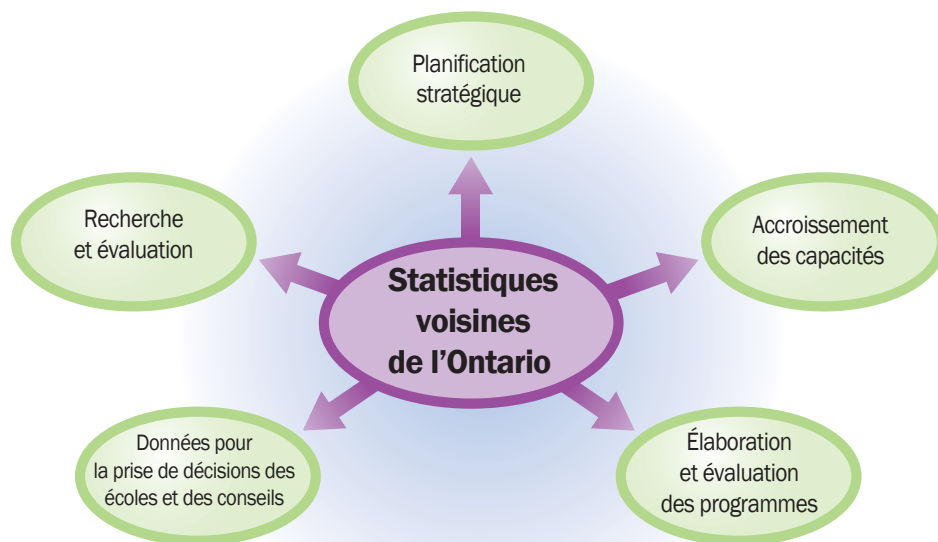 Planification
stratégique
Recherche
et évaluation
Accroissement
des capacités
Statistiques
voisines
de l'Ontario
Données pour
la prise de décisions des
écoles et des conseils
Élaboration
et évaluation
des programmes